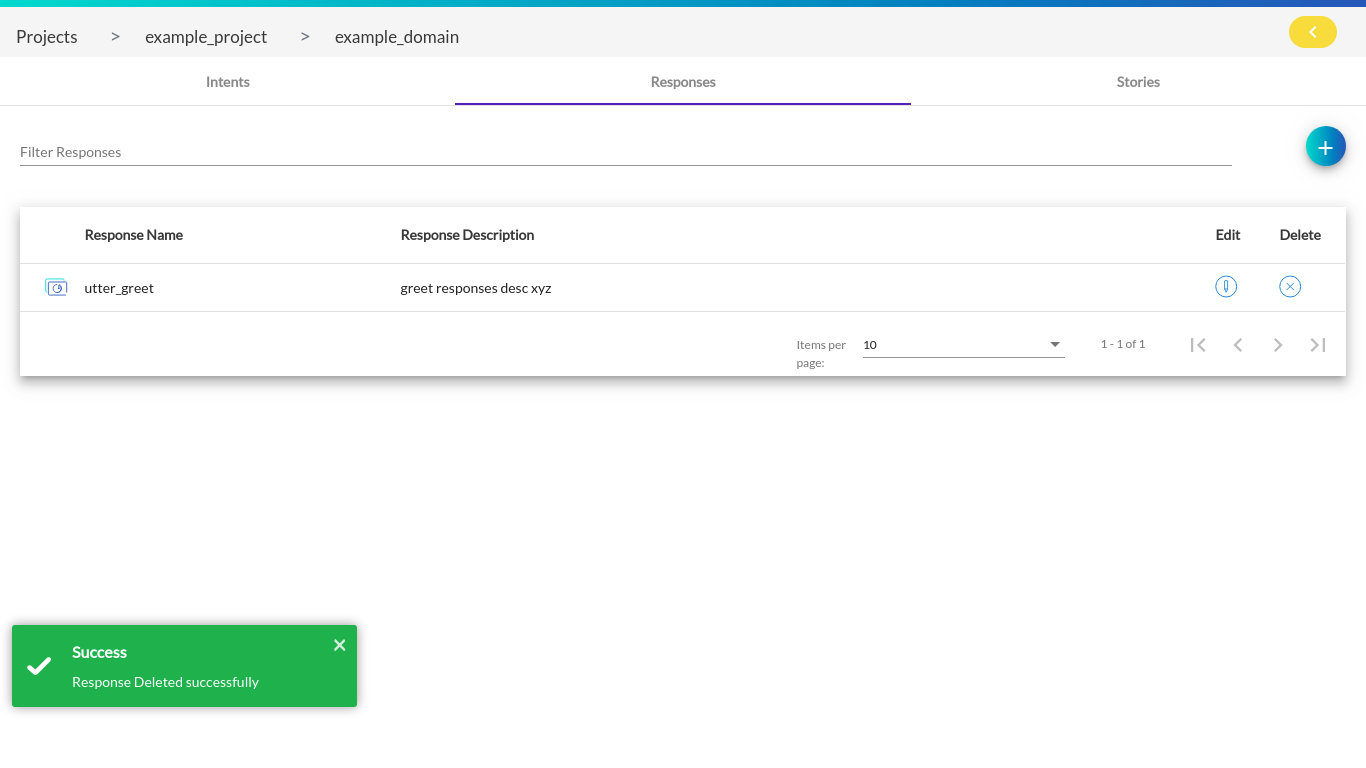 Projects > example_project > example_domain
Intents Responses Stories
Filter Responses
+
Response Name Response Description Edit Delete
utter_greet greet responses desc xyz
Items per page: 10 1 - 1 of 1
Success
Response Deleted successfully